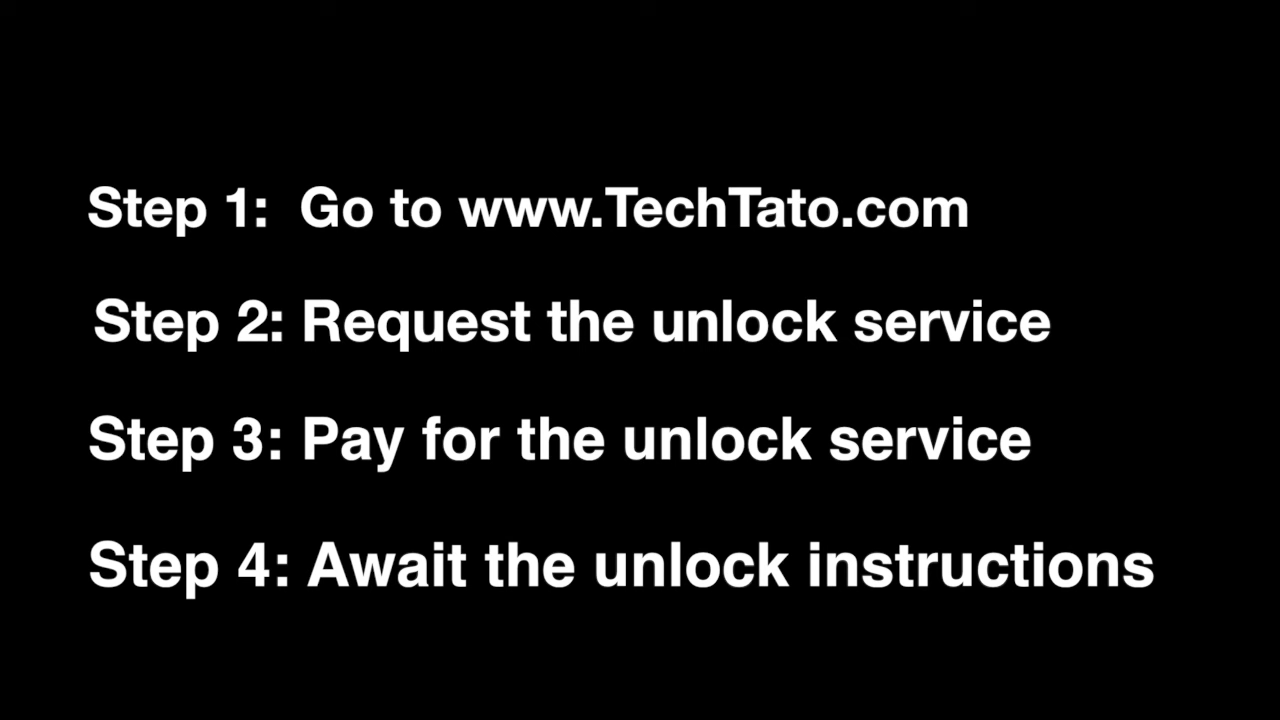 Step 1:  Go to www.TechTato.com
Step 2: Request the unlock service
Step 3: Pay for the unlock service
Step 4: Await the unlock instructions